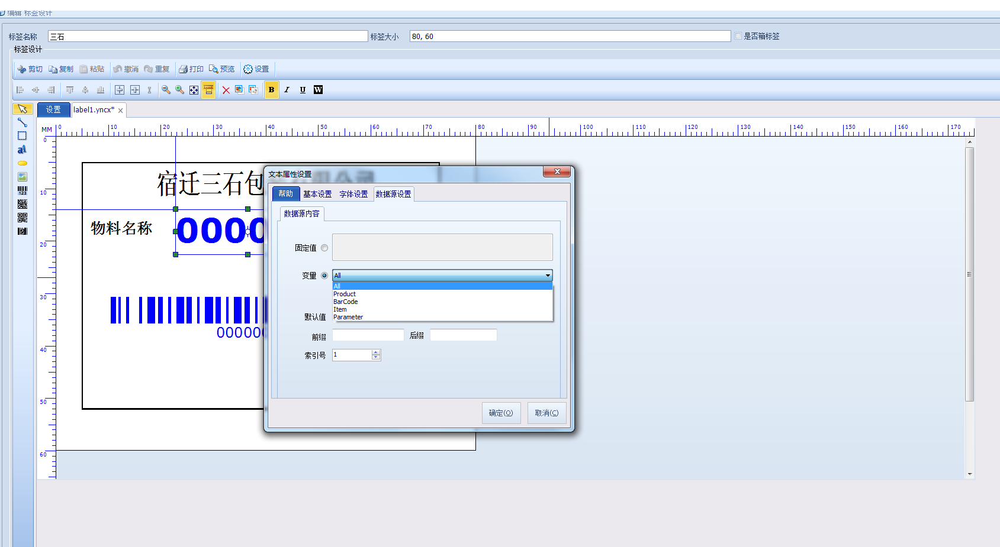 编辑 标签设计
标签名称 三石 标签大小 80, 60 是否箱标签
标签设计
剪切 复制 粘贴 撤消 重复 打印 预览 设置
B I U W
设置 label1.yncx*
MM 0 10 20 30 40 50 60 70 80 90 100 110 120 130 140 150 160 170
0
10
20
30
40
50
60
a
123
宿迁三石包
物料名称 0000
000000
文本属性设置
帮助 基本设置 字体设置 数据源设置
数据源内容
固定值
变量 All
All
Product
BarCode
Item
Parameter
默认值
前缀 后缀
索引号 1
确定(O) 取消(C)